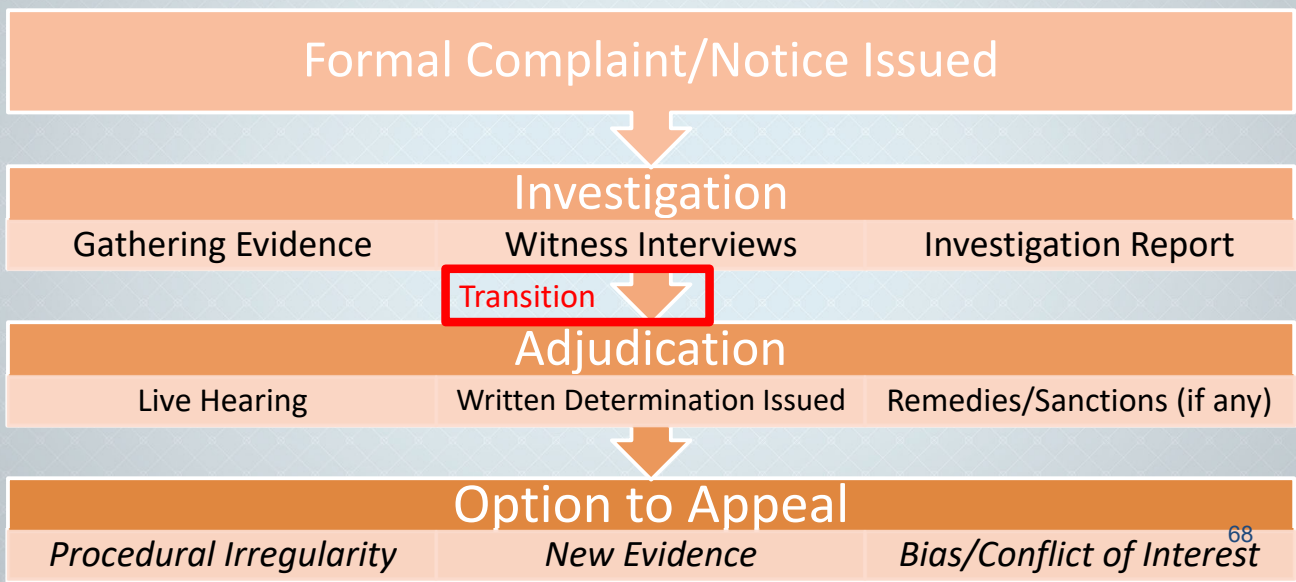 Formal Complaint/Notice Issued
Investigation
Gathering Evidence Witness Interviews Investigation Report
Transition
Adjudication
Live Hearing Written Determination Issued Remedies/Sanctions (if any)
Option to Appeal
Procedural Irregularity New Evidence Bias/Conflict of Interest
68